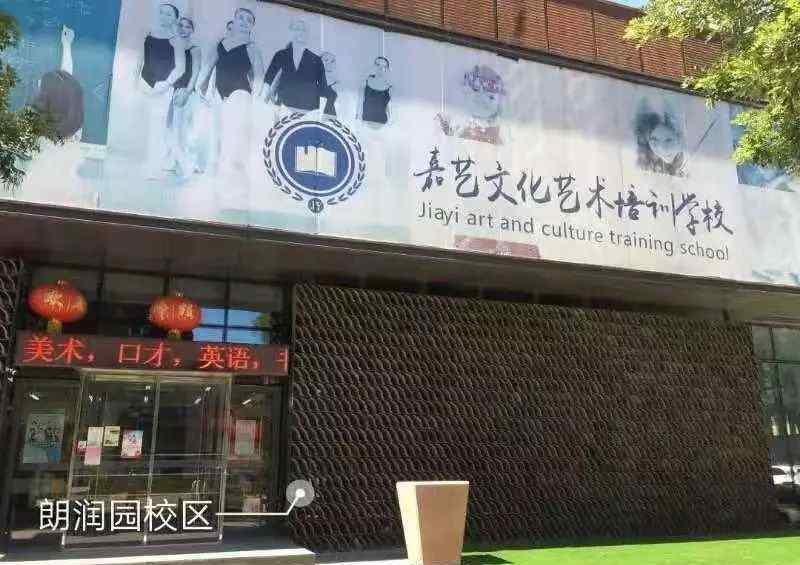 嘉艺文化艺术培训学校
Jiayi art and culture training school
JY
美术，口才，英语，
朗润园校区